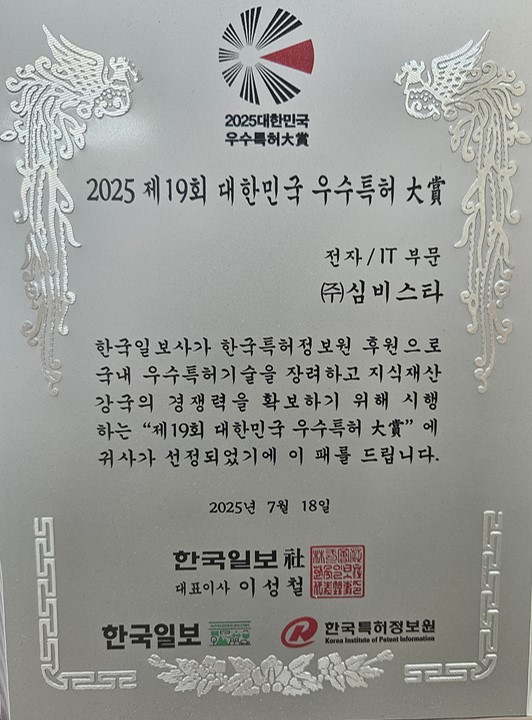 2025대한민국
우수특허大賞
2025 제19회 대한민국 우수특허 大賞
전자/IT 부문
㈜심비스타
한국일보사가 한국특허정보원 후원으로
국내 우수특허기술을 장려하고 지식재산
강국의 경쟁력을 확보하기 위해 시행
하는 “제19회 대한민국 우수특허 大賞” 에
귀사가 선정되었기에 이 패를 드립니다.
2025년 7월 18일
한국일보 社
대표이사 이성철
한국일보
한국특허정보원
Korea Institute of Patent Information